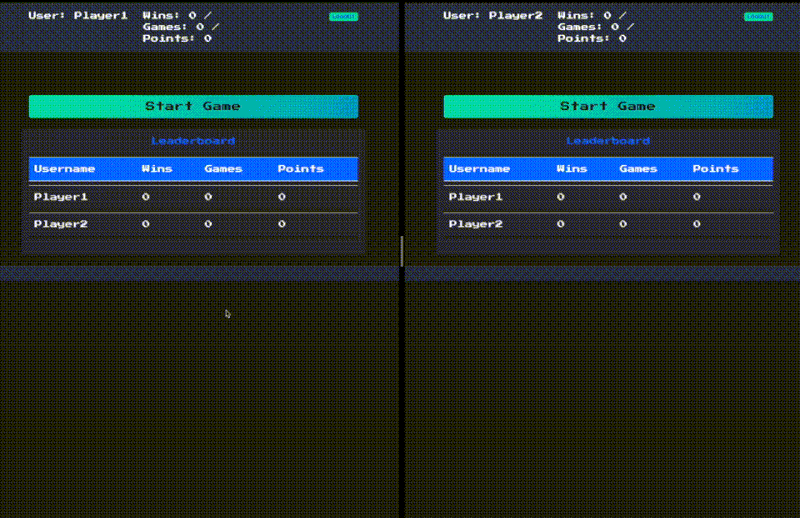 User: Player1 Wins: 0 /
Games: 0 /
Points: 0
Logout
Start Game
Leaderboard
Username Wins Games Points
Player1 0 0 0
Player2 0 0 0
User: Player2 Wins: 0 /
Games: 0 /
Points: 0
Logout
Start Game
Leaderboard
Username Wins Games Points
Player1 0 0 0
Player2 0 0 0